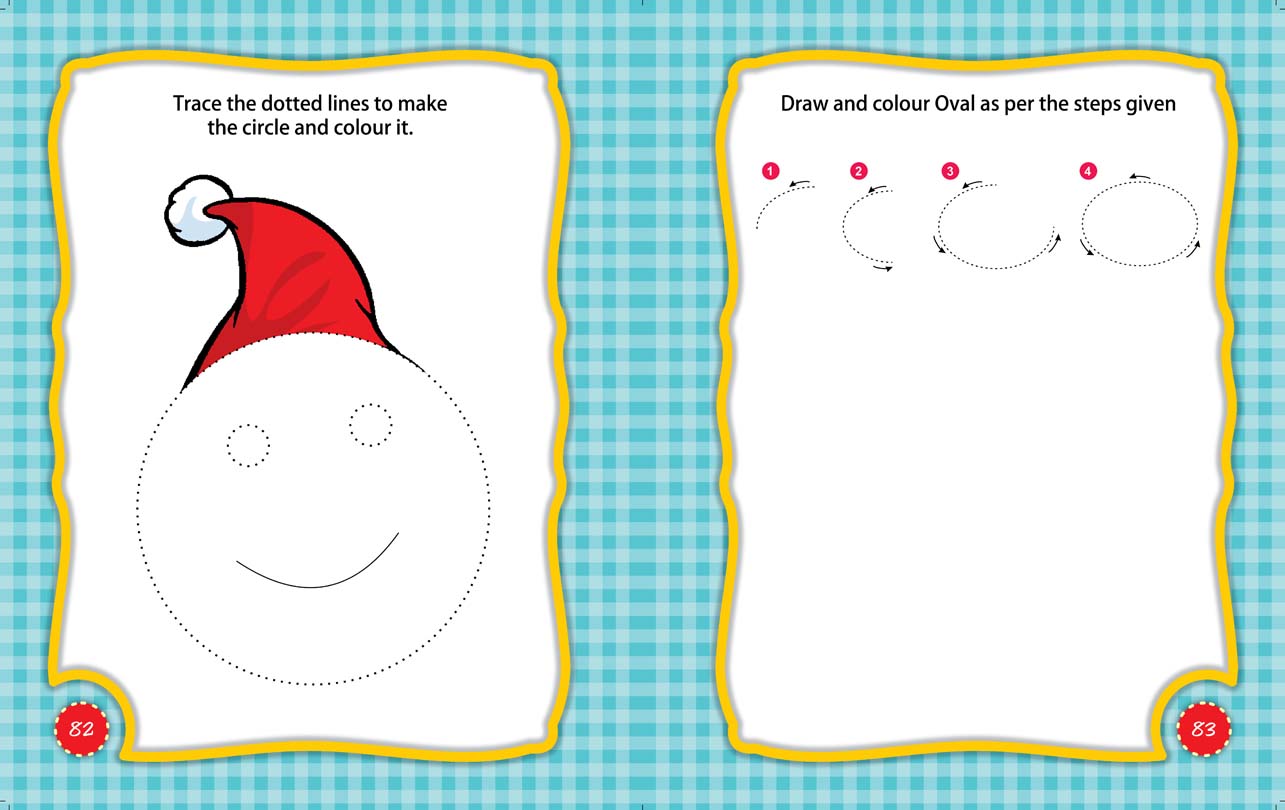 Trace the dotted lines to make
the circle and colour it.
82
Draw and colour Oval as per the steps given
1 2 3 4
83